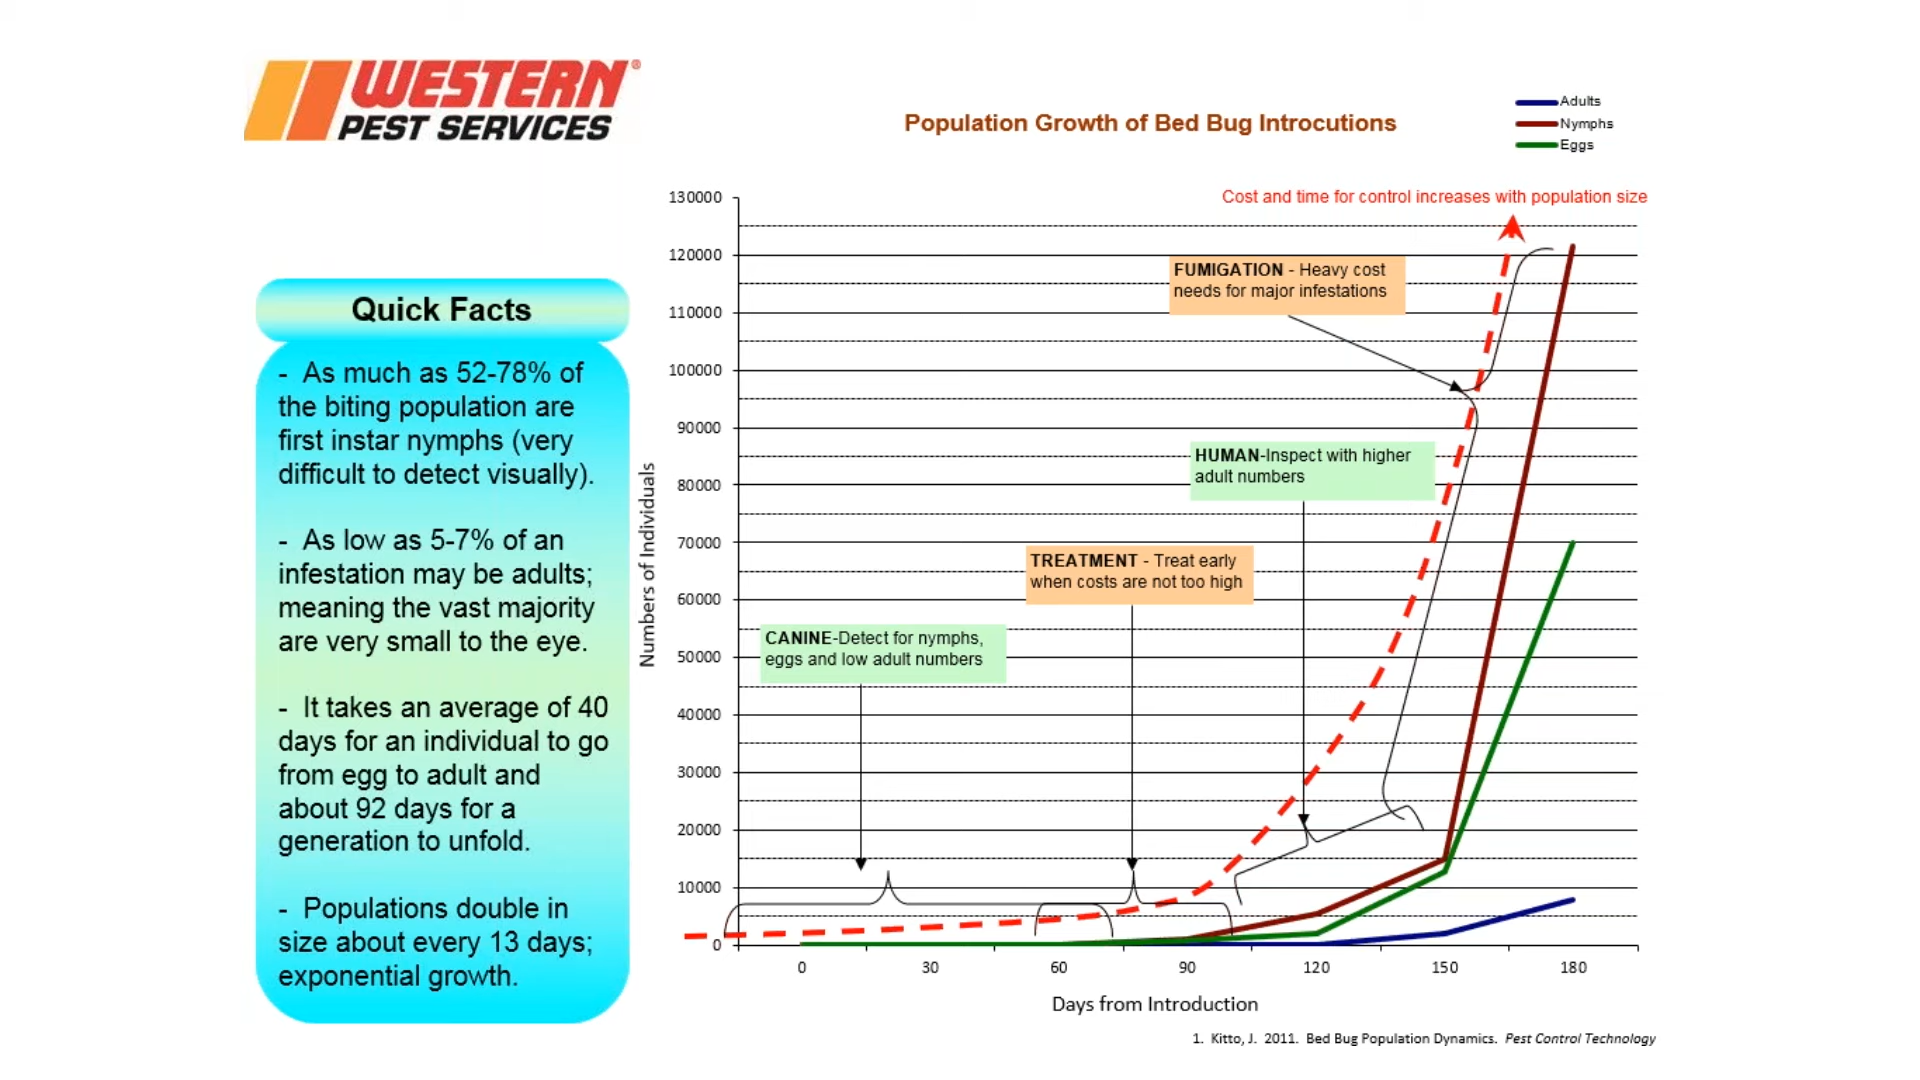 WESTERN®
PEST SERVICES
Population Growth of Bed Bug Introcutions
Adults
Nymphs
Eggs
Quick Facts
- As much as 52-78% of
the biting population are
first instar nymphs (very
difficult to detect visually).
- As low as 5-7% of an
infestation may be adults;
meaning the vast majority
are very small to the eye.
- It takes an average of 40
days for an individual to go
from egg to adult and
about 92 days for a
generation to unfold.
- Populations double in
size about every 13 days;
exponential growth.
Cost and time for control increases with population size
130000
120000
110000
100000
90000
80000
70000
60000
50000
40000
30000
20000
10000
0
Numbers of Individuals
FUMIGATION - Heavy cost
needs for major infestations
HUMAN-Inspect with higher
adult numbers
TREATMENT - Treat early
when costs are not too high
CANINE-Detect for nymphs,
eggs and low adult numbers
0 30 60 90 120 150 180
Days from Introduction
1. Kitto, J. 2011. Bed Bug Population Dynamics. Pest Control Technology